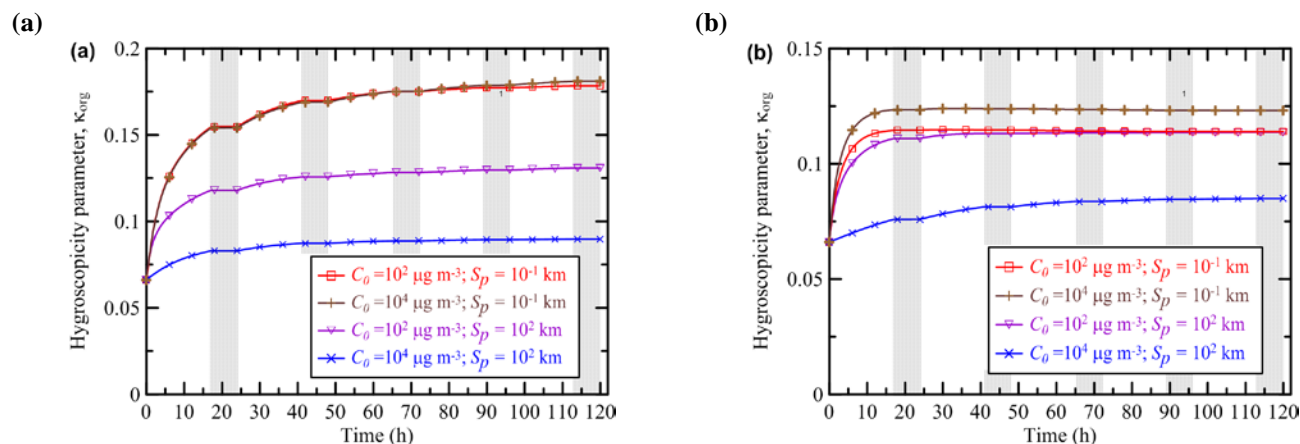 (a)
(a)
0.2
0.15
0.1
0.05
0
Hygroscopicity parameter, κorg
1
C0 =10² μg m-3; Sp = 10-1 km
C0 =10⁴ μg m-3; Sp = 10-1 km
C0 =10² μg m-3; Sp = 10² km
C0 =10⁴ μg m-3; Sp = 10² km
0 10 20 30 40 50 60 70 80 90 100 110 120
Time (h)
(b)
(b)
0.15
0.1
0.05
0
Hygroscopicity parameter, κorg
1
C0 =10² μg m-3; Sp = 10-1 km
C0 =10⁴ μg m-3; Sp = 10-1 km
C0 =10² μg m-3; Sp = 10² km
C0 =10⁴ μg m-3; Sp = 10² km
0 10 20 30 40 50 60 70 80 90 100 110 120
Time (h)